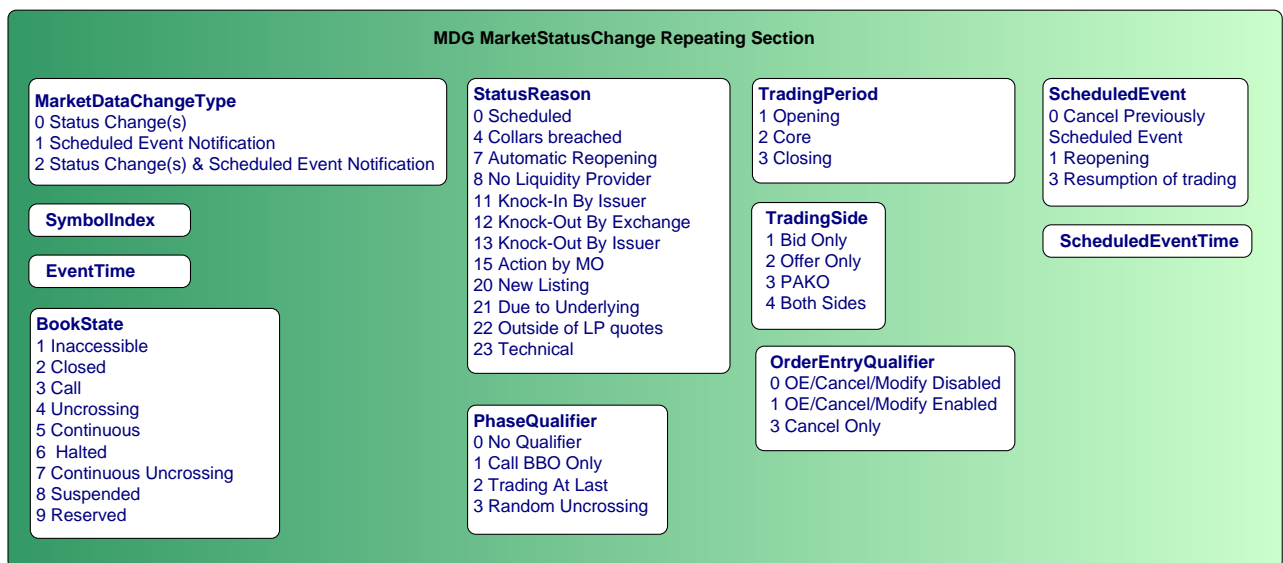 MDG MarketStatusChange Repeating Section
MarketDataChangeType
0 Status Change(s)
1 Scheduled Event Notification
2 Status Change(s) & Scheduled Event Notification
SymbolIndex
EventTime
BookState
1 Inaccessible
2 Closed
3 Call
4 Uncrossing
5 Continuous
6  Halted
7 Continuous Uncrossing
8 Suspended
9 Reserved
StatusReason
0 Scheduled
4 Collars breached
7 Automatic Reopening
8 No Liquidity Provider
11 Knock-In By Issuer
12 Knock-Out By Exchange
13 Knock-Out By Issuer
15 Action by MO
20 New Listing
21 Due to Underlying
22 Outside of LP quotes
23 Technical
PhaseQualifier
0 No Qualifier
1 Call BBO Only
2 Trading At Last
3 Random Uncrossing
TradingPeriod
1 Opening
2 Core
3 Closing
TradingSide
1 Bid Only
2 Offer Only
3 PAKO
4 Both Sides
OrderEntryQualifier
0 OE/Cancel/Modify Disabled
1 OE/Cancel/Modify Enabled
3 Cancel Only
ScheduledEvent
0 Cancel Previously
Scheduled Event
1 Reopening
3 Resumption of trading
ScheduledEventTime